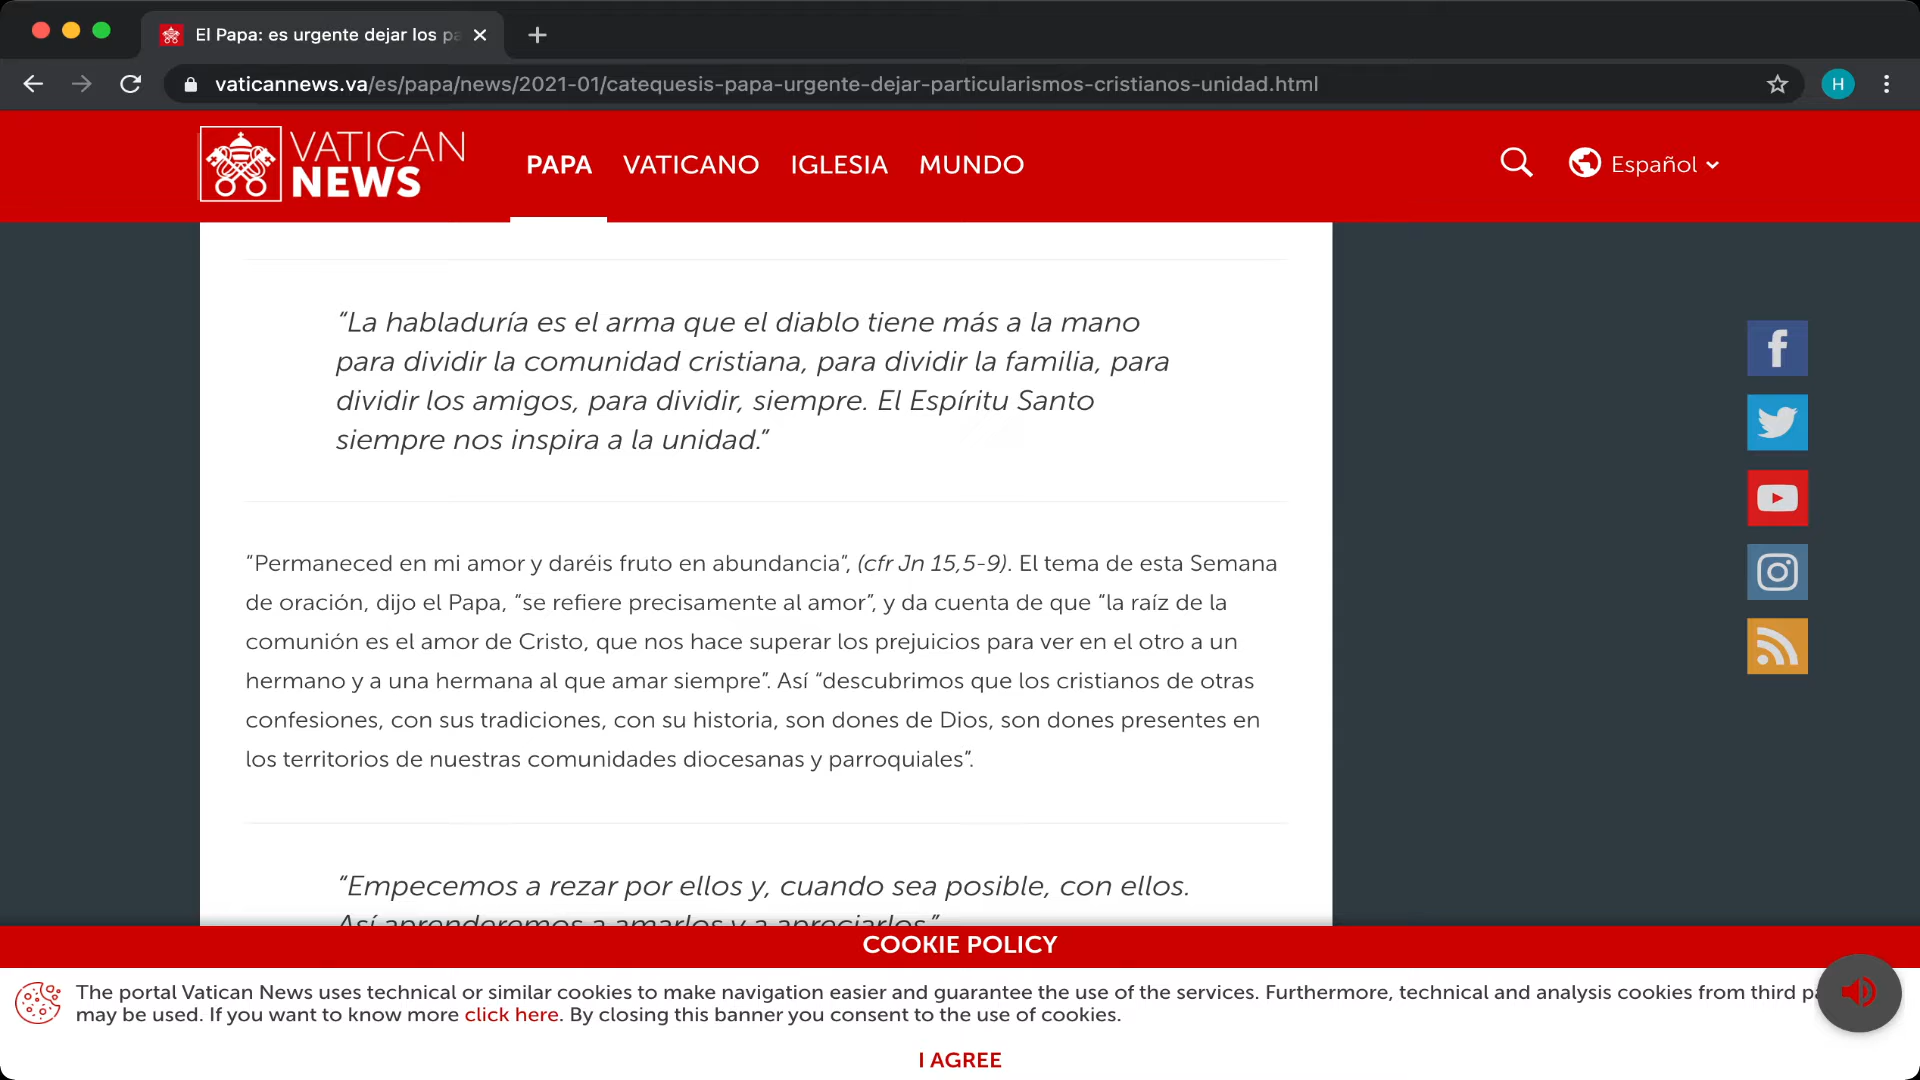 El Papa: es urgente dejar los pa
vaticannews.va/es/papa/news/2021-01/catequesis-papa-urgente-dejar-particularismos-cristianos-unidad.html
H
VATICAN
NEWS
PAPA VATICANO IGLESIA MUNDO
Español
“La habladuría es el arma que el diablo tiene más a la mano
para dividir la comunidad cristiana, para dividir la familia, para
dividir los amigos, para dividir, siempre. El Espíritu Santo
siempre nos inspira a la unidad.”
“Permaneced en mi amor y daréis fruto en abundancia”, (cfr Jn 15,5-9). El tema de esta Semana
de oración, dijo el Papa, “se refiere precisamente al amor”, y da cuenta de que “la raíz de la
comunión es el amor de Cristo, que nos hace superar los prejuicios para ver en el otro a un
hermano y a una hermana al que amar siempre”. Así “descubrimos que los cristianos de otras
confesiones, con sus tradiciones, con su historia, son dones de Dios, son dones presentes en
los territorios de nuestras comunidades diocesanas y parroquiales”.
“Empecemos a rezar por ellos y, cuando sea posible, con ellos.
Así aprenderemos a amarlos y a apreciarlos”
COOKIE POLICY
The portal Vatican News uses technical or similar cookies to make navigation easier and guarantee the use of the services. Furthermore, technical and analysis cookies from third pa
may be used. If you want to know more click here. By closing this banner you consent to the use of cookies.
I AGREE